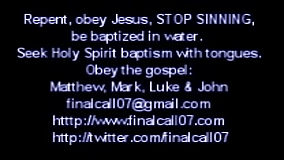 Repent, obey Jesus, STOP SINNING,
be baptized in water.
Seek Holy Spirit baptism with tongues.
Obey the gospel:
Matthew, Mark, Luke & John
finalcall07@gmail.com
http://www.finalcall07.com
http://twitter.com/finalcall07